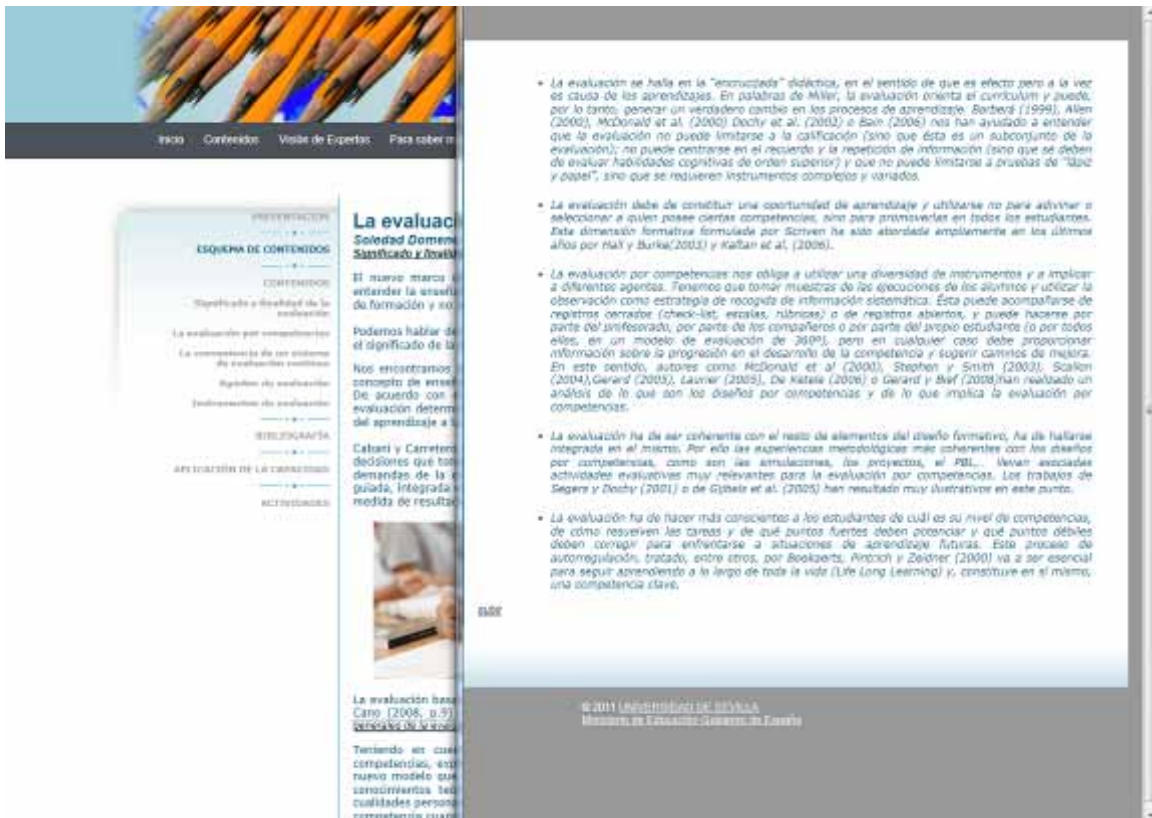 Inicio Contenidos Visión de Expertos Para saber m
PRESENTACIÓN
ESQUEMA DE CONTENIDOS
CONTENIDOS
Significado y finalidad de la
evaluación
La evaluación por competencias
La competencia de un sistema
de evaluación continua
Agentes de evaluación
Instrumentos de evaluación
BIBLIOGRAFÍA
APLICACIÓN DE LA CAPACIDAD
ACTIVIDADES
La evaluaci
Soledad Domene
Significado y finalid
El nuevo marco
entender la enseñ
de formación y no
Podemos hablar de
el significado de la
Nos encontramos
concepto de enseñ
De acuerdo con
evaluación determ
del aprendizaje a l
Cabani y Carretero
decisiones que tom
demandas de la
guiada, integrada
medida de resulta
La evaluación basa
Cano (2008, p.9)
generales de la evalu
Teniendo en cue
competencias, exp
nuevo modelo que
conocimientos teó
cualidades persona
competencia cuan
• La evaluación se halla en la "encrucijada" didáctica, en el sentido de que es efecto pero a la vez
es causa de los aprendizajes. En palabras de Miller, la evaluación orienta el curriculum y puede,
por lo tanto, generar un verdadero cambio en los procesos de aprendizaje. Barberá (1999), Allen
(2000), McDonald et al. (2000) Dochy et al. (2002) o Bain (2006) nos han ayudado a entender
que la evaluación no puede limitarse a la calificación (sino que ésta es un subconjunto de la
evaluación); no puede centrarse en el recuerdo y la repetición de información (sino que se deben
de evaluar habilidades cognitivas de orden superior) y que no puede limitarse a pruebas de "lápiz
y papel", sino que se requieren instrumentos complejos y variados.
• La evaluación debe de constituir una oportunidad de aprendizaje y utilizarse no para adivinar o
seleccionar a quien posee ciertas competencias, sino para promoverlas en todos los estudiantes.
Esta dimensión formativa formulada por Scriven ha sido abordada ampliamente en los últimos
años por Hall y Burke(2003) y Kaftan et al. (2006).
• La evaluación por competencias nos obliga a utilizar una diversidad de instrumentos y a implicar
a diferentes agentes. Tenemos que tomar muestras de las ejecuciones de los alumnos y utilizar la
observación como estrategia de recogida de información sistemática. Ésta puede acompañarse de
registros cerrados (check-list, escalas, rúbricas) o de registros abiertos, y puede hacerse por
parte del profesorado, por parte de los compañeros o por parte del propio estudiante (o por todos
ellos, en un modelo de evaluación de 360º), pero en cualquier caso debe proporcionar
información sobre la progresión en el desarrollo de la competencia y sugerir caminos de mejora.
En este sentido, autores como McDonald et al (2000), Stephen y Smith (2003), Scallon
(2004),Gerard (2005), Laurier (2005), De Ketele (2006) o Gerard y Bief (2008)han realizado un
análisis de lo que son los diseños por competencias y de lo que implica la evaluación por
competencias.
• La evaluación ha de ser coherente con el resto de elementos del diseño formativo, ha de hallarse
integrada en el mismo. Por ello las experiencias metodológicas más coherentes con los diseños
por competencias, como son las simulaciones, los proyectos, el PBL... llevan asociadas
actividades evaluativas muy relevantes para la evaluación por competencias. Los trabajos de
Segers y Dochy (2001) o de Gijbels et al. (2005) han resultado muy ilustrativos en este punto.
• La evaluación ha de hacer más conscientes a los estudiantes de cuál es su nivel de competencias,
de cómo resuelven las tareas y de qué puntos fuertes deben potenciar y qué puntos débiles
deben corregir para enfrentarse a situaciones de aprendizaje futuras. Este proceso de
autorregulación, tratado, entre otros, por Boekaerts, Pintrich y Zeidner (2000) va a ser esencial
para seguir aprendiendo a lo largo de toda la vida (Life Long Learning) y, constituye en sí mismo,
una competencia clave.
subir
© 2011 UNIVERSIDAD DE SEVILLA
Ministerio de Educación-Gobierno de España